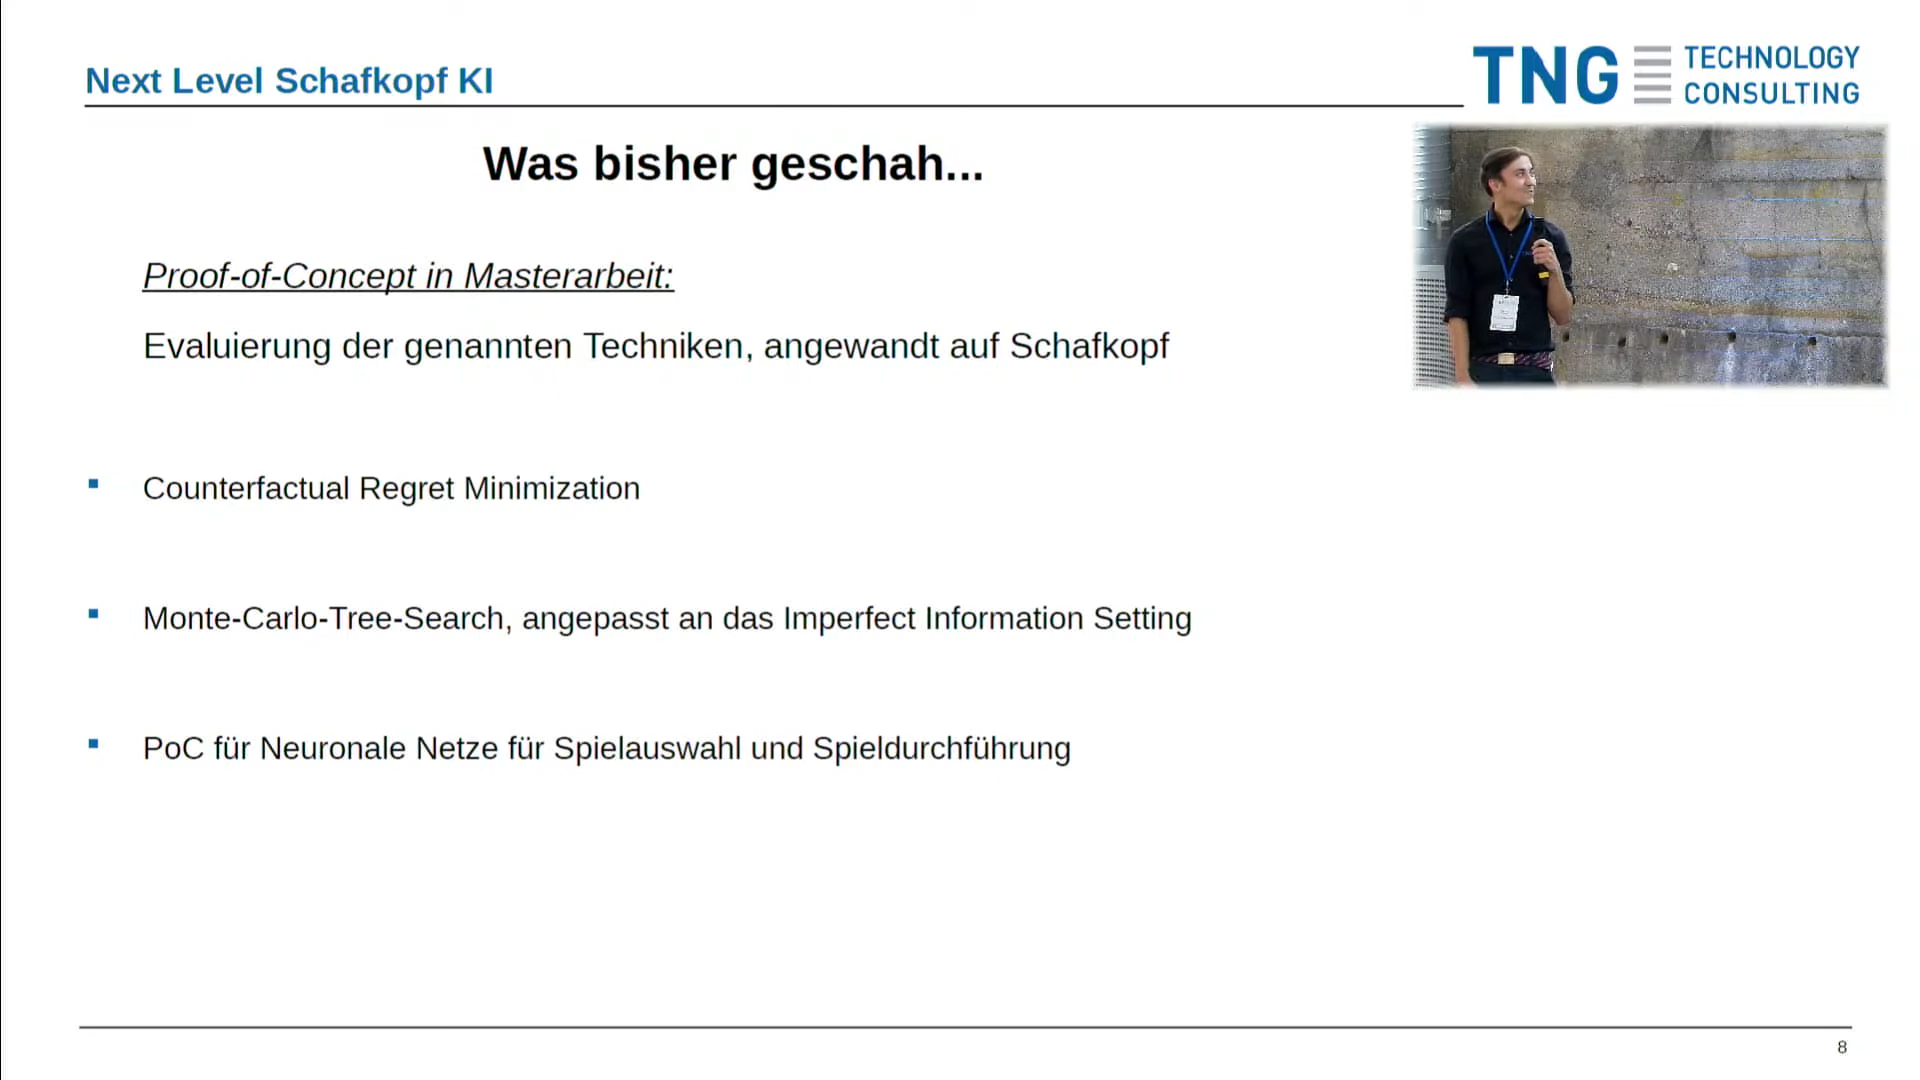 Next Level Schafkopf KI
TNG TECHNOLOGY CONSULTING
Was bisher geschah...
Proof-of-Concept in Masterarbeit:
Evaluierung der genannten Techniken, angewandt auf Schafkopf
Counterfactual Regret Minimization
Monte-Carlo-Tree-Search, angepasst an das Imperfect Information Setting
PoC für Neuronale Netze für Spielauswahl und Spieldurchführung
8